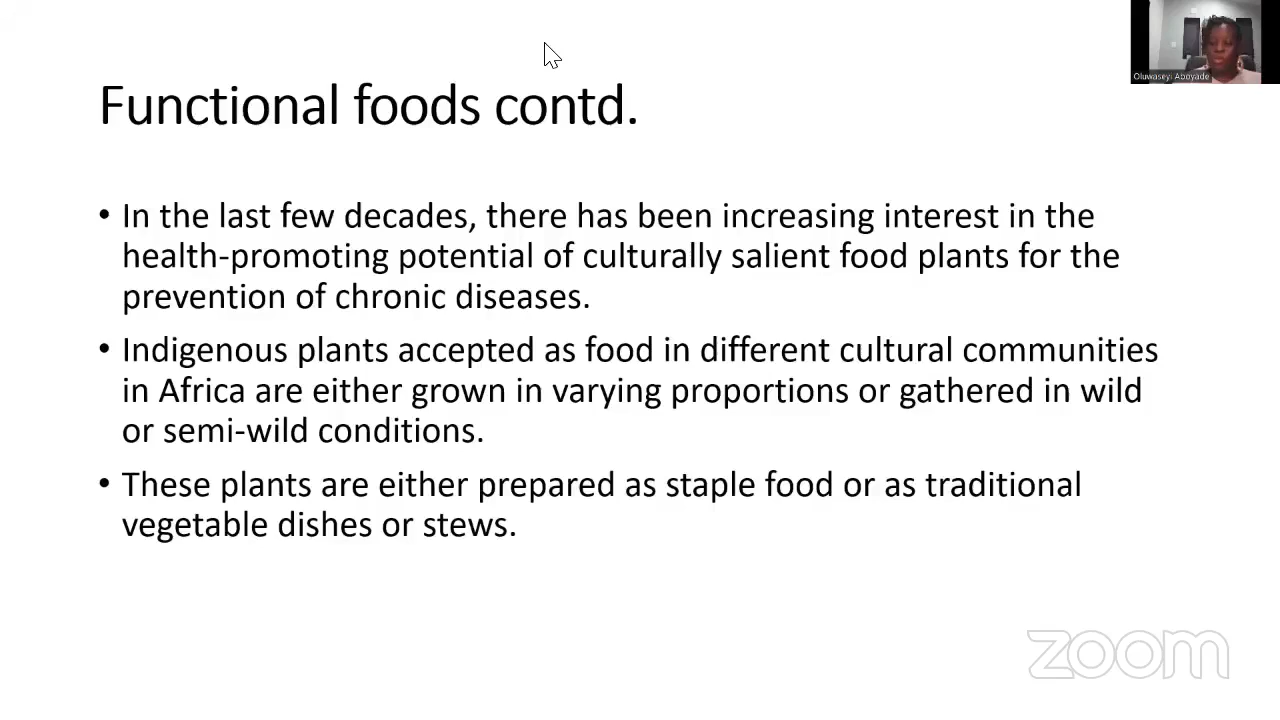 Oluwaseyi Aboyade
Functional foods contd.
• In the last few decades, there has been increasing interest in the
health-promoting potential of culturally salient food plants for the
prevention of chronic diseases.
• Indigenous plants accepted as food in different cultural communities
in Africa are either grown in varying proportions or gathered in wild
or semi-wild conditions.
• These plants are either prepared as staple food or as traditional
vegetable dishes or stews.
zoom